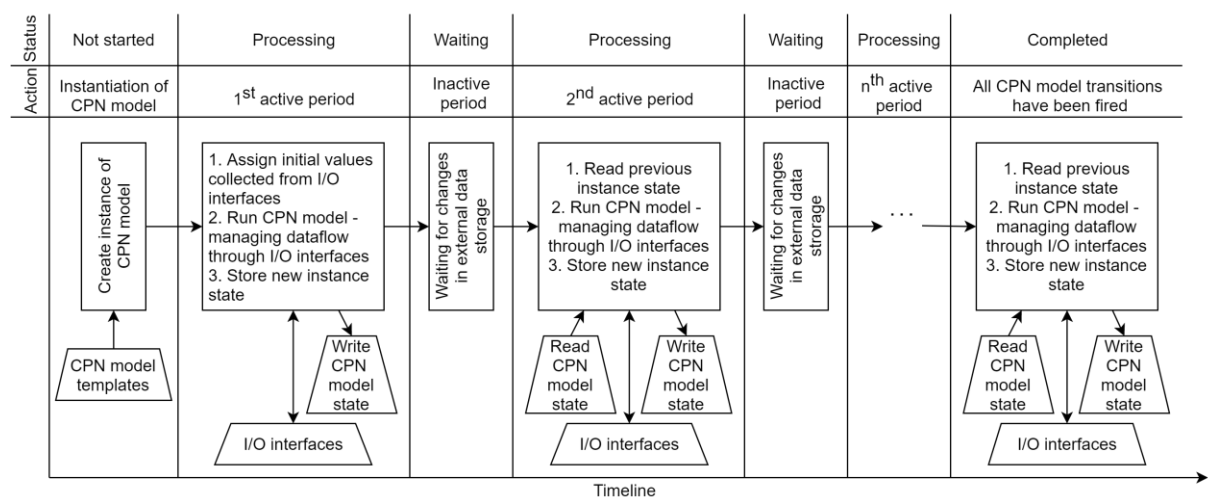 Status
Not started
Processing
Waiting
Processing
Waiting
Processing
Completed
Action
Instantiation of
CPN model
1st active period
Inactive
period
2nd active period
Inactive
period
nth active
period
All CPN model transitions
have been fired
Create instance of
CPN model
1. Assign initial values
collected from I/O
interfaces
2. Run CPN model -
managing dataflow
through I/O interfaces
3. Store new instance
state
Waiting for changes
in external data
storage
1. Read previous
instance state
2. Run CPN model -
managing dataflow
through I/O interfaces
3. Store new instance
state
Waiting for changes
in external data
strorage
. . .
1. Read previous
instance state
2. Run CPN model -
managing dataflow
through I/O interfaces
3. Store new instance
state
CPN model
templates
Write
CPN
model
state
I/O interfaces
Read
CPN
model
state
Write
CPN
model
state
I/O interfaces
Read
CPN
model
state
Write
CPN
model
state
I/O interfaces
Timeline